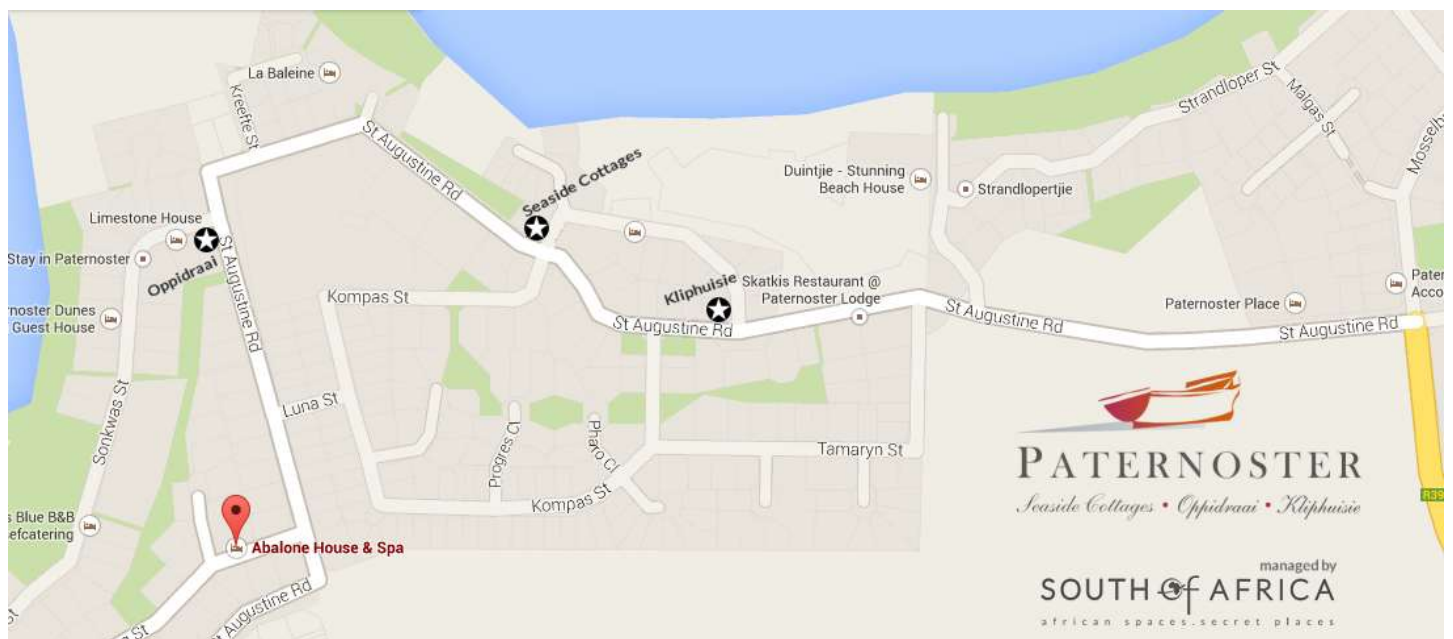 La Baleine
Kreefte St
St Augustine Rd
Seaside Cottages
Strandloper St
Malgas St
Duintjie - Stunning
Beach House
Strandlopertjie
Limestone House
Stay in Paternoster
Oppidraai
St Augustine Rd
Kompas St
Kliphuisie
Skatkis Restaurant @
Paternoster Lodge
St Augustine Rd
St Augustine Rd
Paternoster Place
St Augustine Rd
Dunes
Guest House
Sonkwas St
Luna St
Progres Cl
Pharo Cl
Kompas St
Tamaryn St
Blue B&B
Abalone House & Spa
Augustine Rd
St
St
PATERNOSTER
Seaside Cottages • Oppidraai • Kliphuisie
managed by
SOUTH of AFRICA
african spaces.secret places